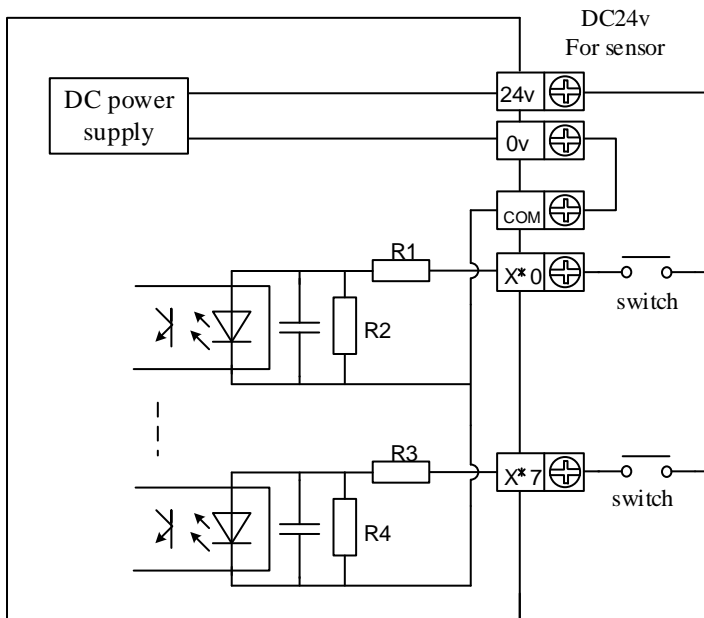 DC24v
For sensor
DC power
supply
24v
0v
COM
R1
X* 0
switch
R2
R3
X* 7
switch
R4